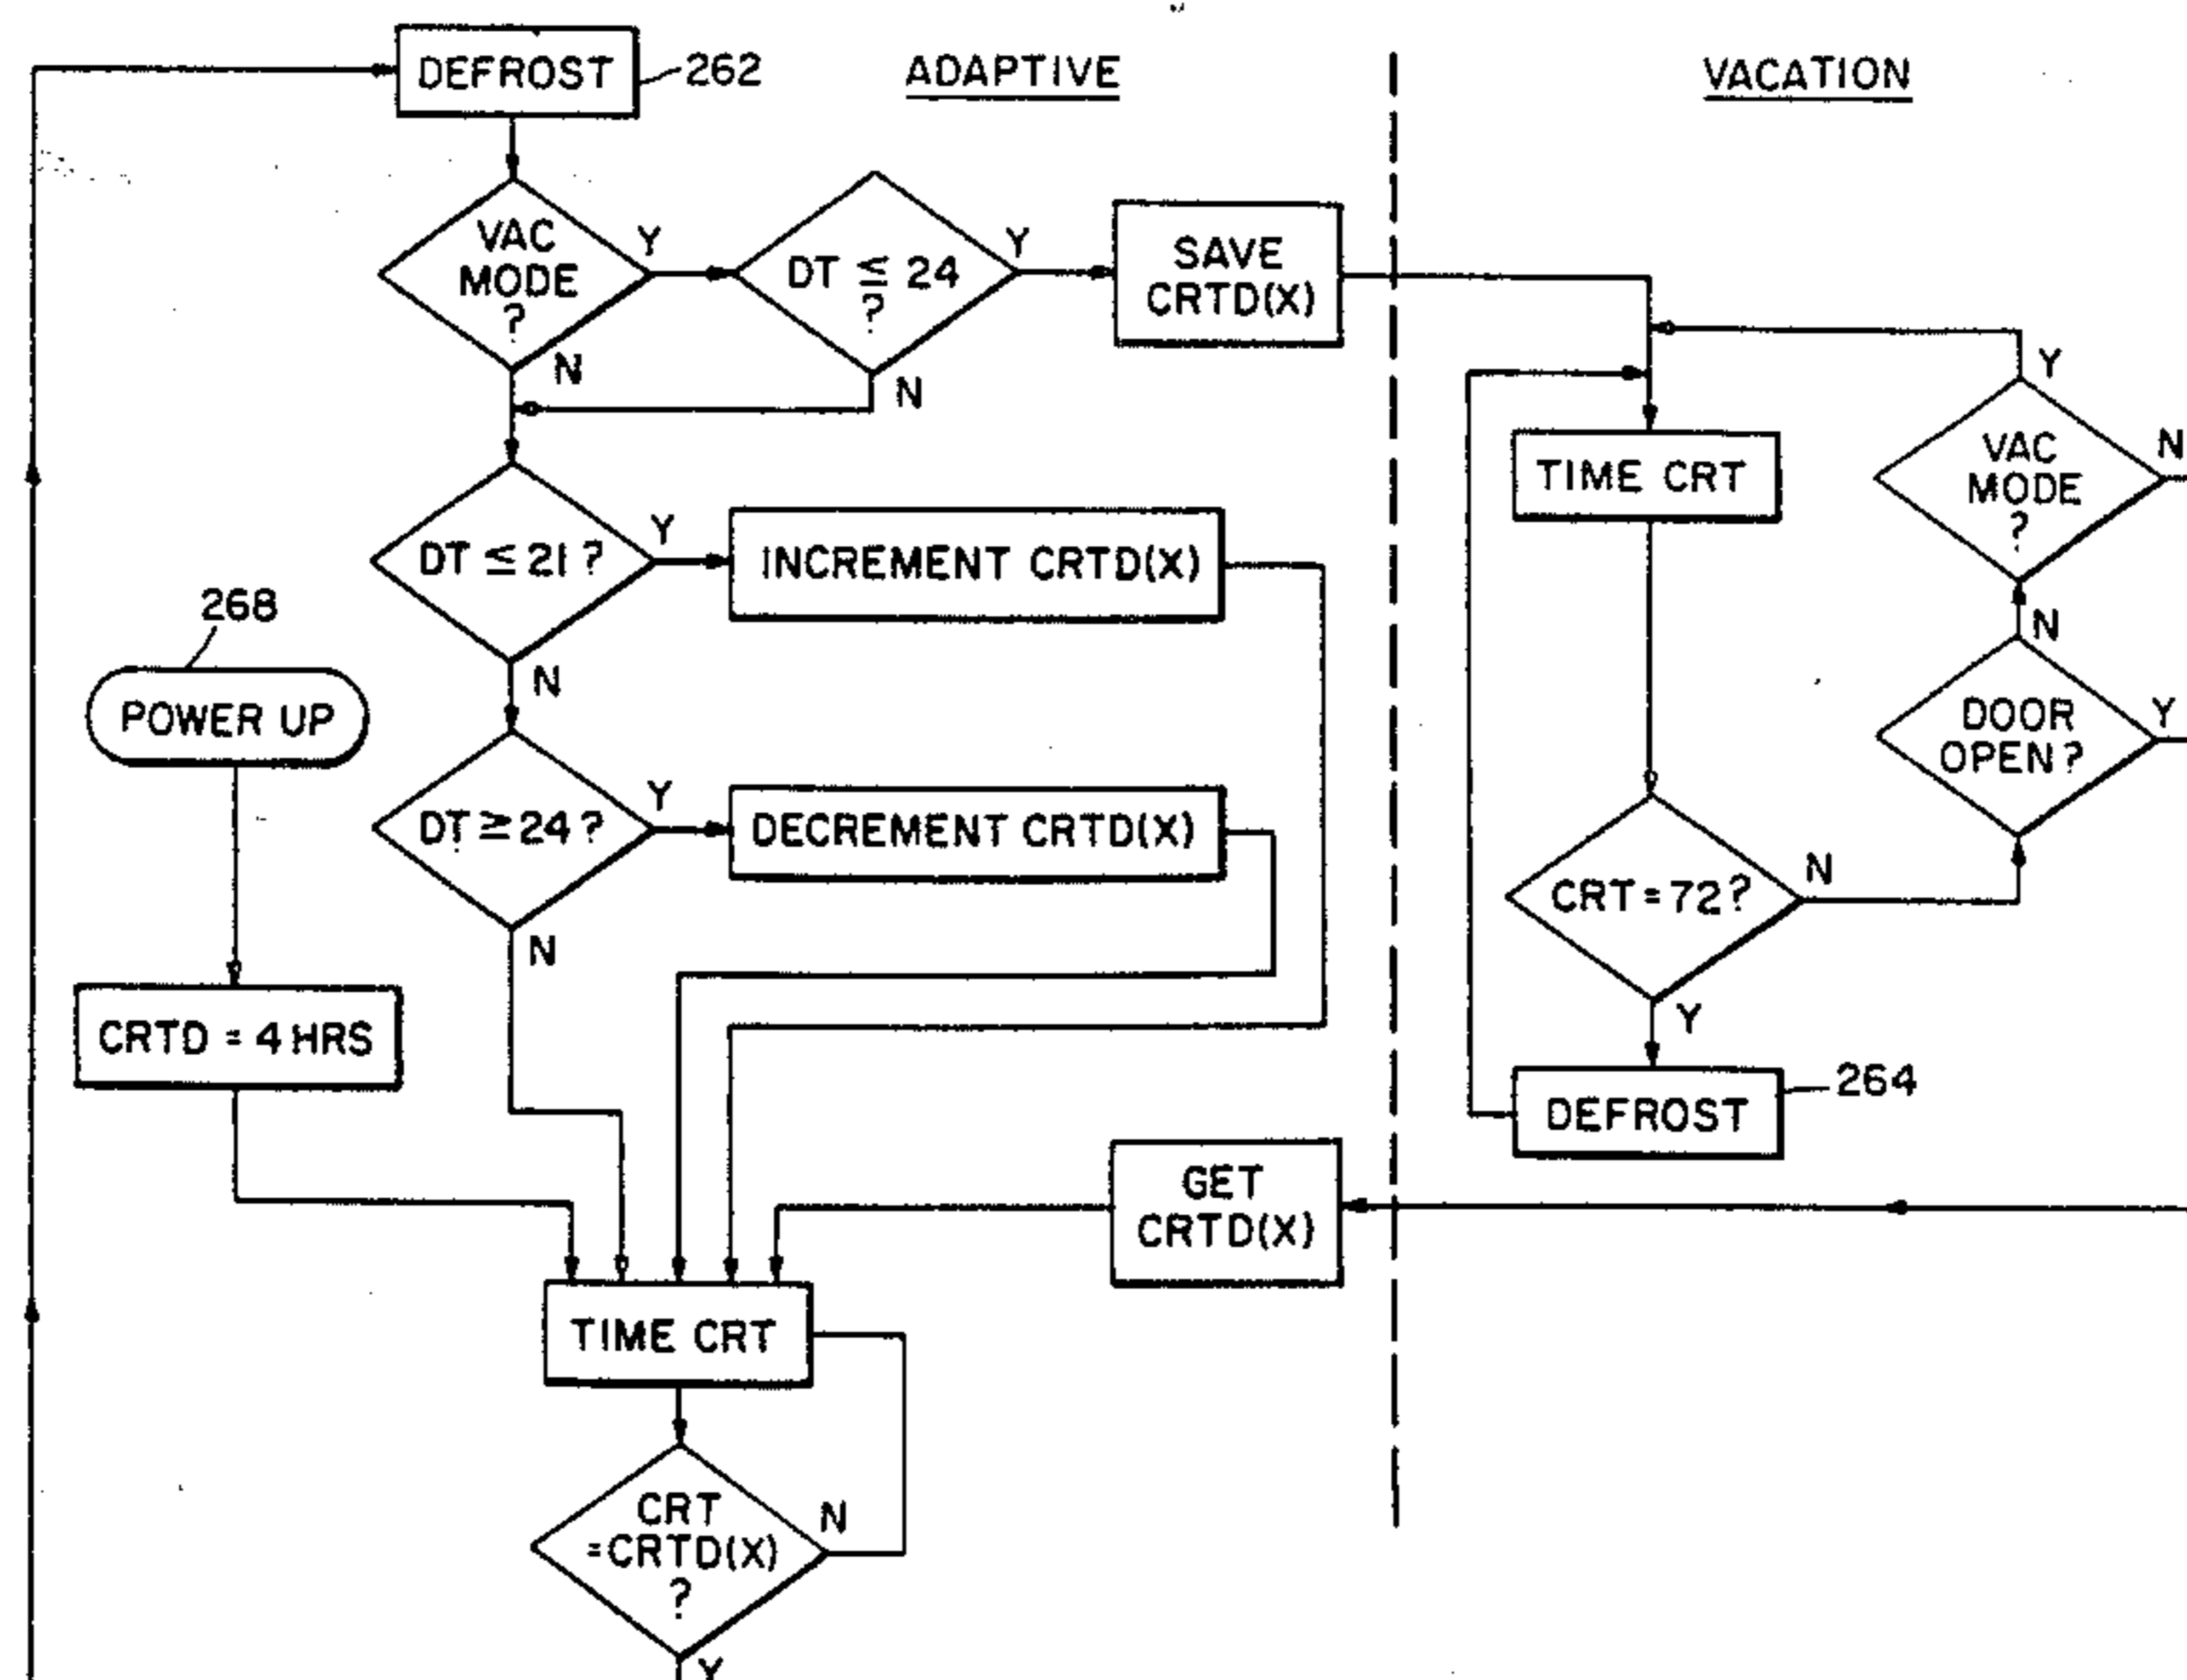 DEFROST
262
ADAPTIVE
VACATION
VAC
MODE
?
Y
N
DT ≤ 24
?
Y
N
SAVE
CRTD(X)
DT ≤ 21 ?
Y
N
INCREMENT CRTD(X)
268
POWER UP
DT ≥ 24 ?
Y
N
DECREMENT CRTD(X)
CRTD = 4 HRS
TIME CRT
VAC
MODE
?
Y
N
DOOR
OPEN ?
N
Y
CRT = 72 ?
N
Y
DEFROST
264
GET
CRTD(X)
TIME CRT
CRT
=CRTD(X)
?
N
Y